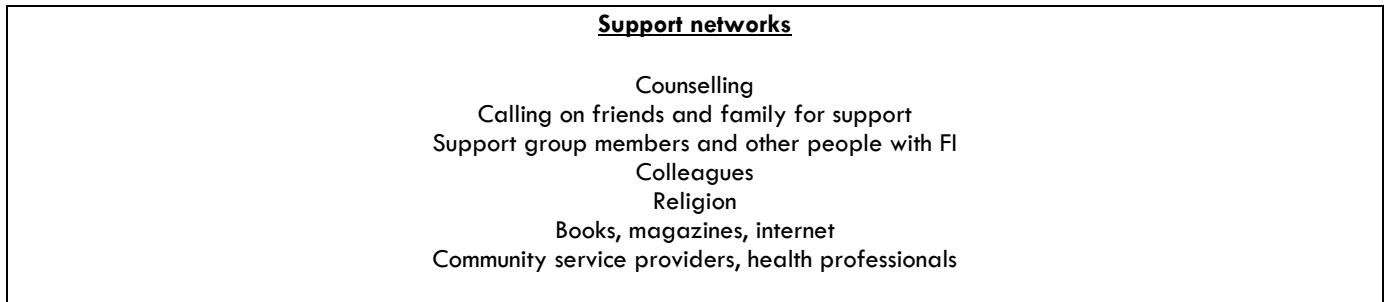 Support networks
Counselling
Calling on friends and family for support
Support group members and other people with FI
Colleagues
Religion
Books, magazines, internet
Community service providers, health professionals